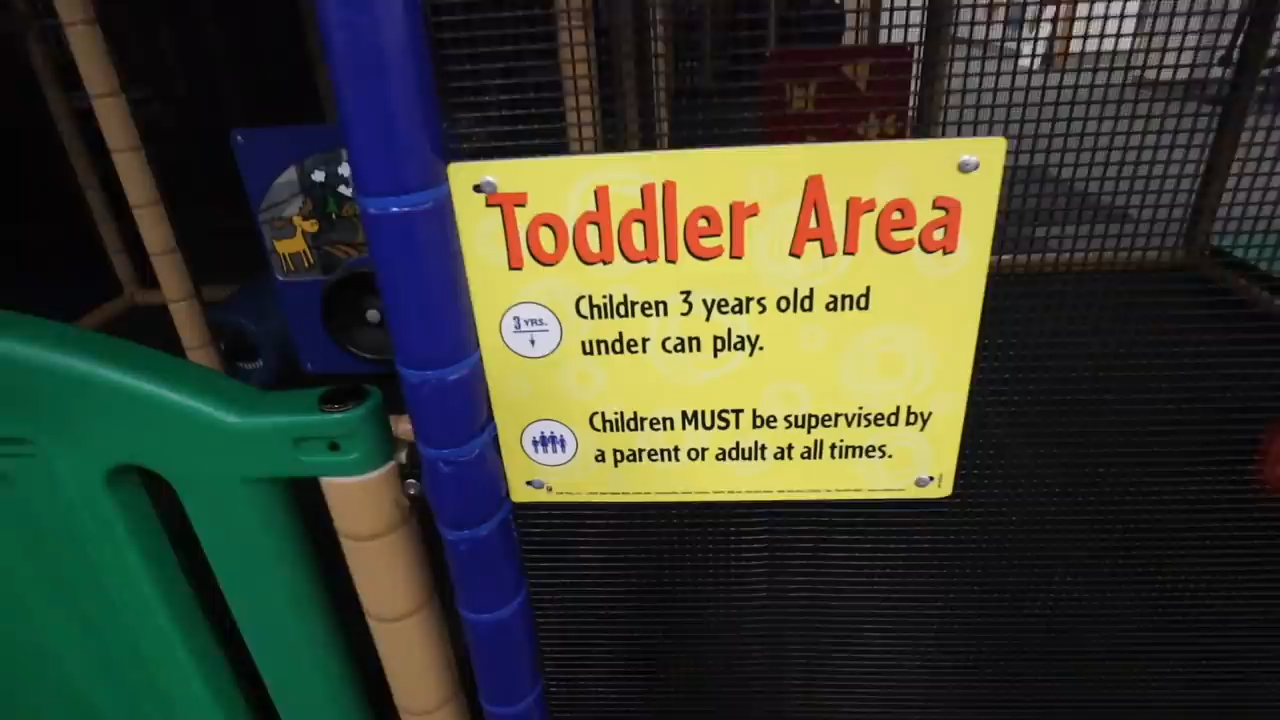 Toddler Area
3 YRS.
Children 3 years old and
under can play.
Children MUST be supervised by
a parent or adult at all times.